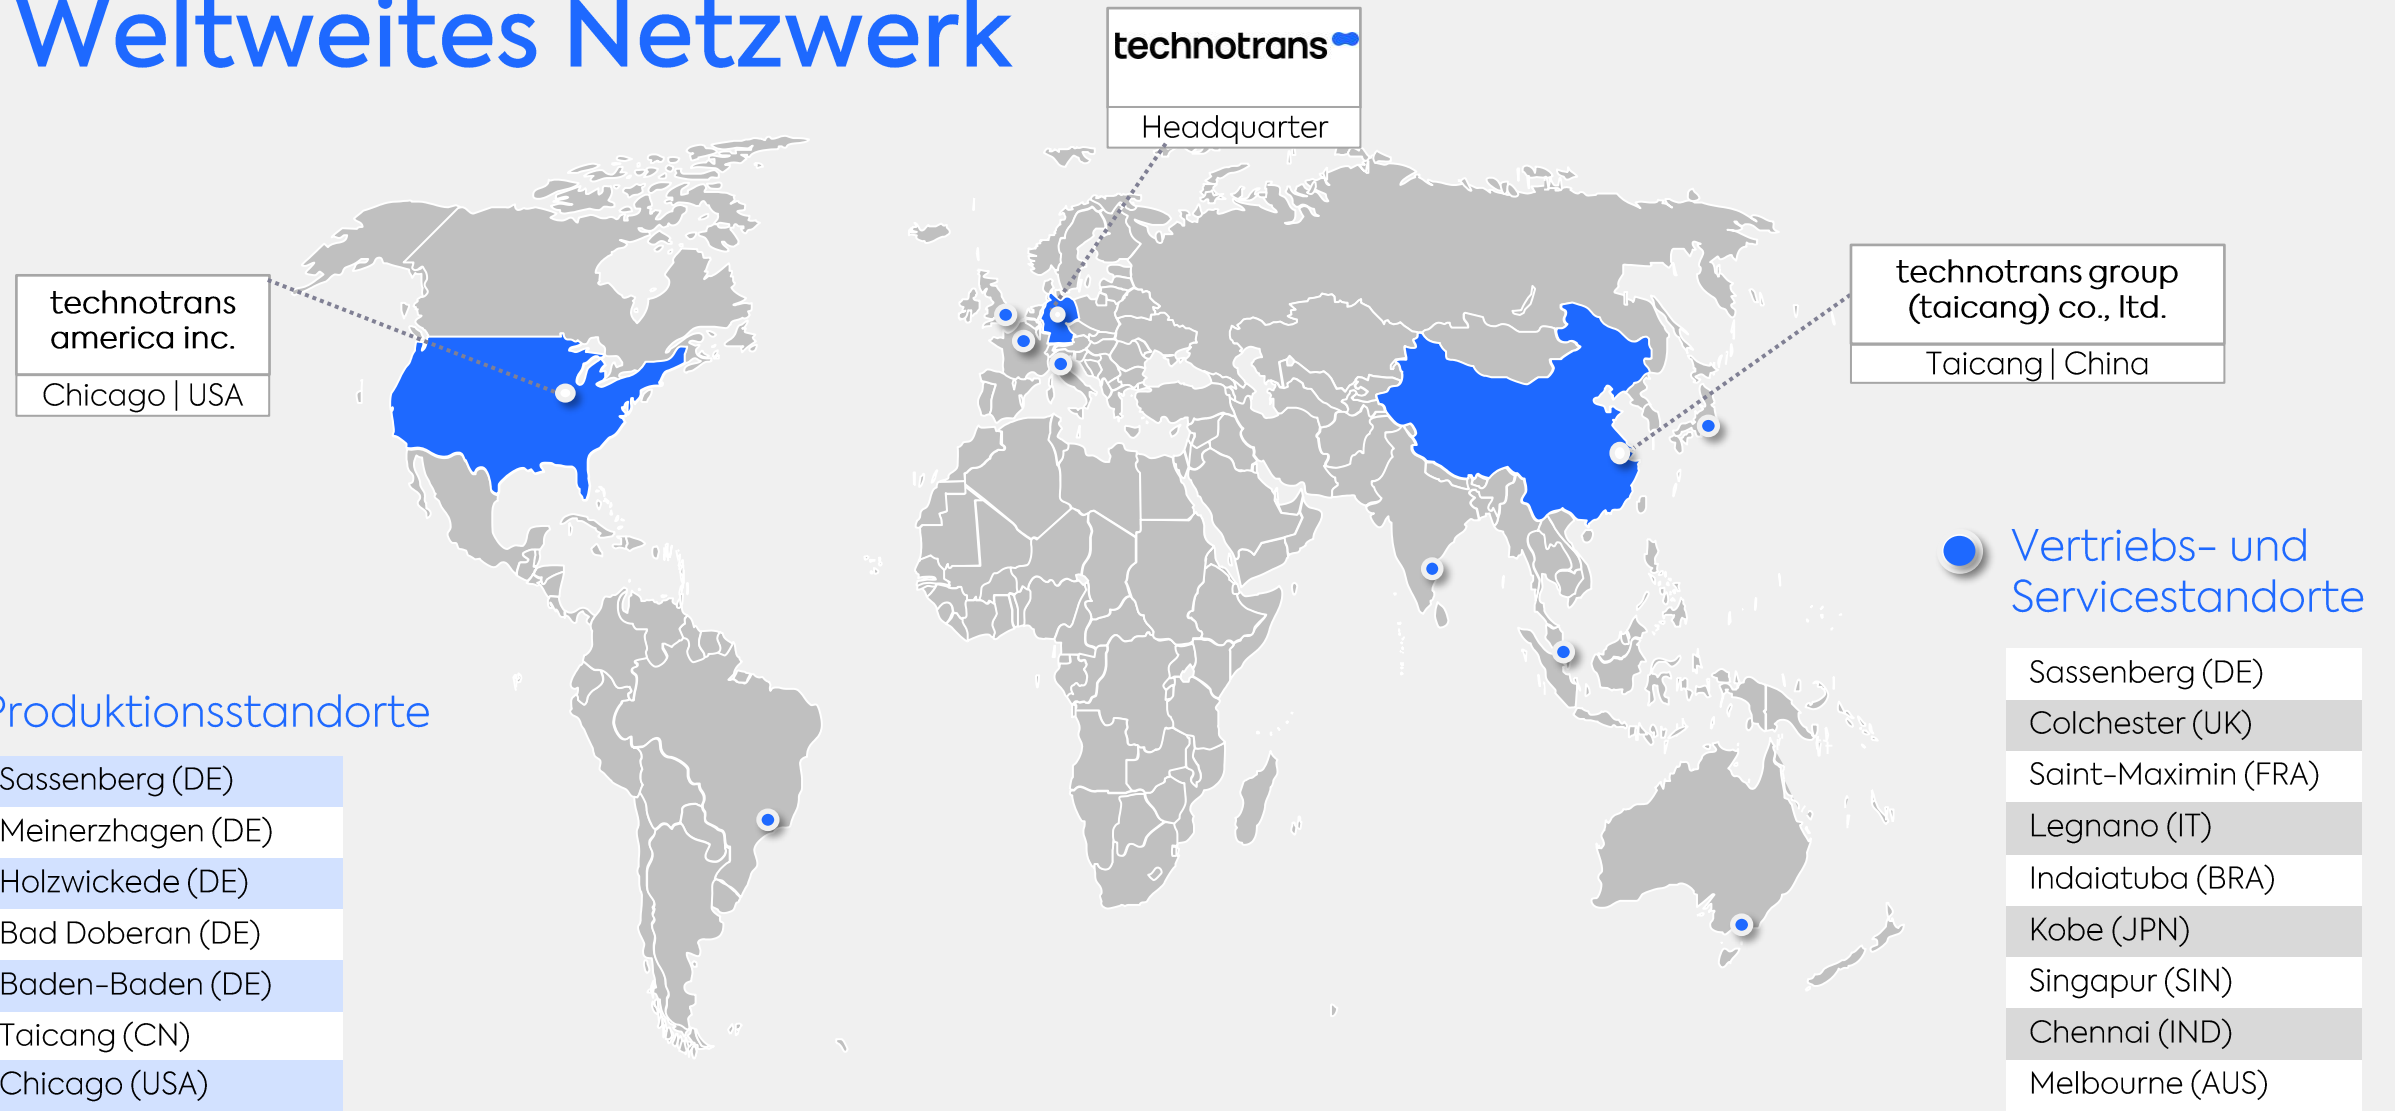 Weltweites Netzwerk
technotrans
Headquarter
technotrans
america inc.
Chicago | USA
technotrans group
(taicang) co., ltd.
Taicang | China
Vertriebs- und
Servicestandorte
Sassenberg (DE)
Colchester (UK)
Saint-Maximin (FRA)
Legnano (IT)
Indaiatuba (BRA)
Kobe (JPN)
Singapur (SIN)
Chennai (IND)
Melbourne (AUS)
Produktionsstandorte
Sassenberg (DE)
Meinerzhagen (DE)
Holzwickede (DE)
Bad Doberan (DE)
Baden-Baden (DE)
Taicang (CN)
Chicago (USA)